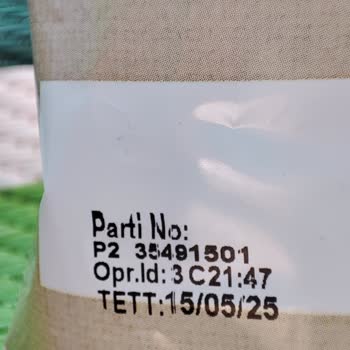 Parti No:
P2 35491501
Opr.Id: 3 C21:47
TETT:15/05/25